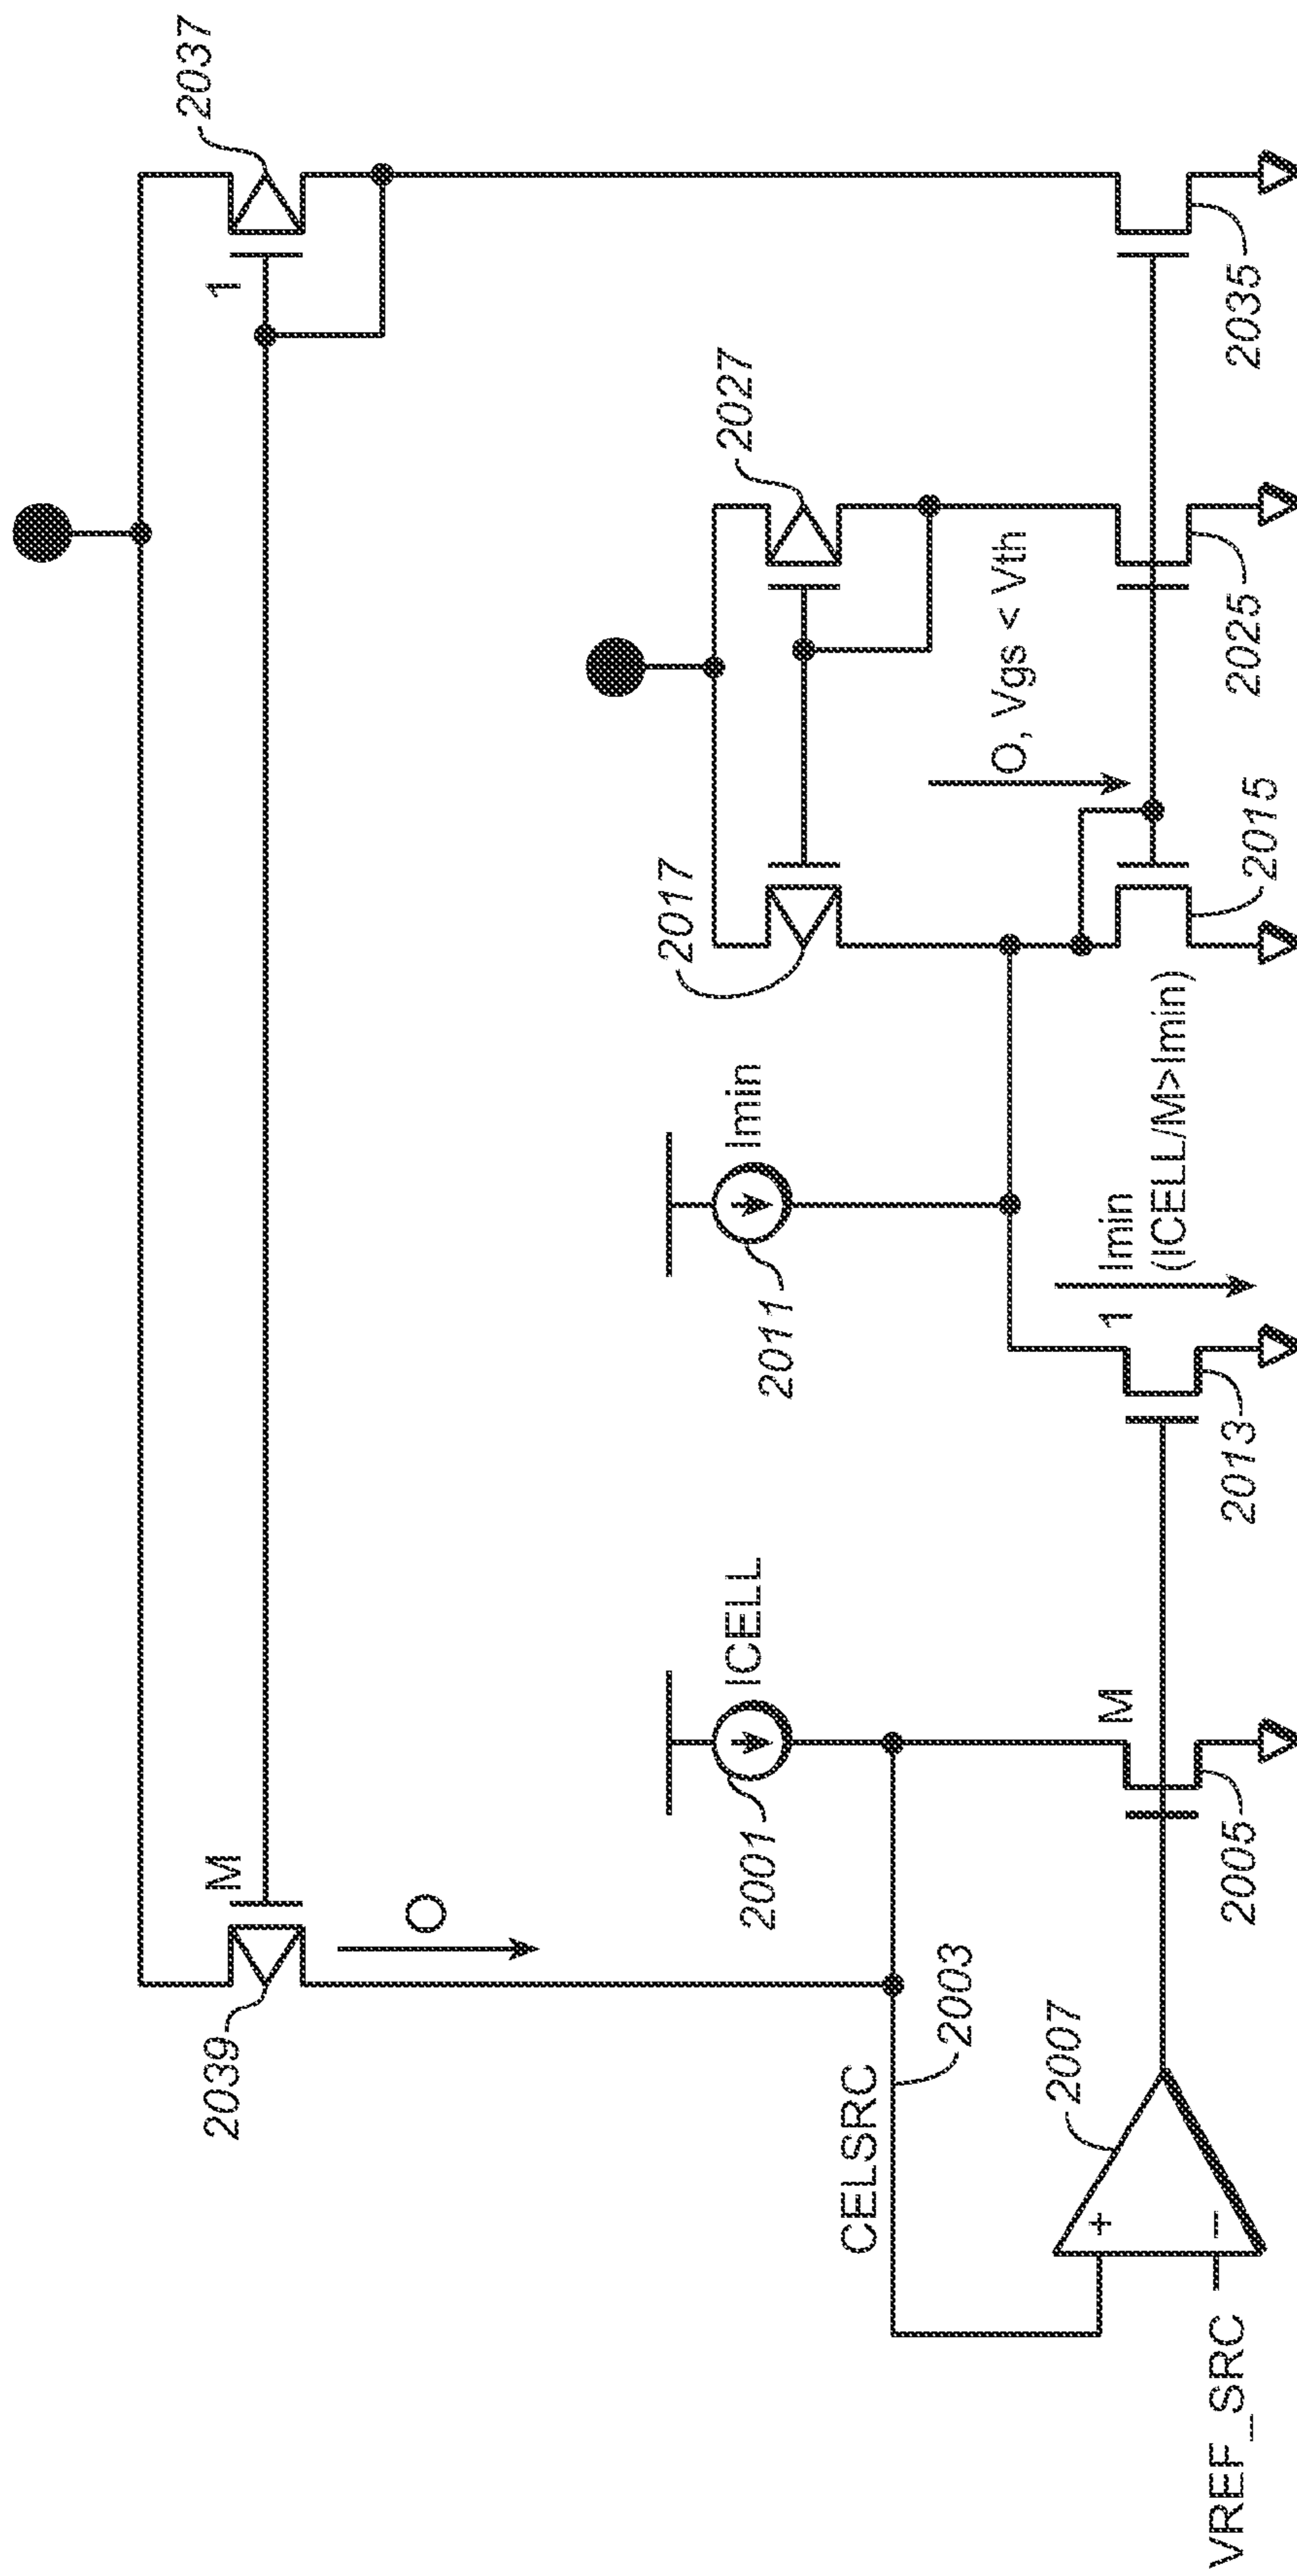 2037
1
M
2039
O
2027
2017
O, Vgs < Vth
Imin
2011
ICELL
2001
CELSRC
2003
2007
+
–
VREF_SRC
M
2005
1
Imin
(ICELL/M>Imin)
2013
2015
2025
2035